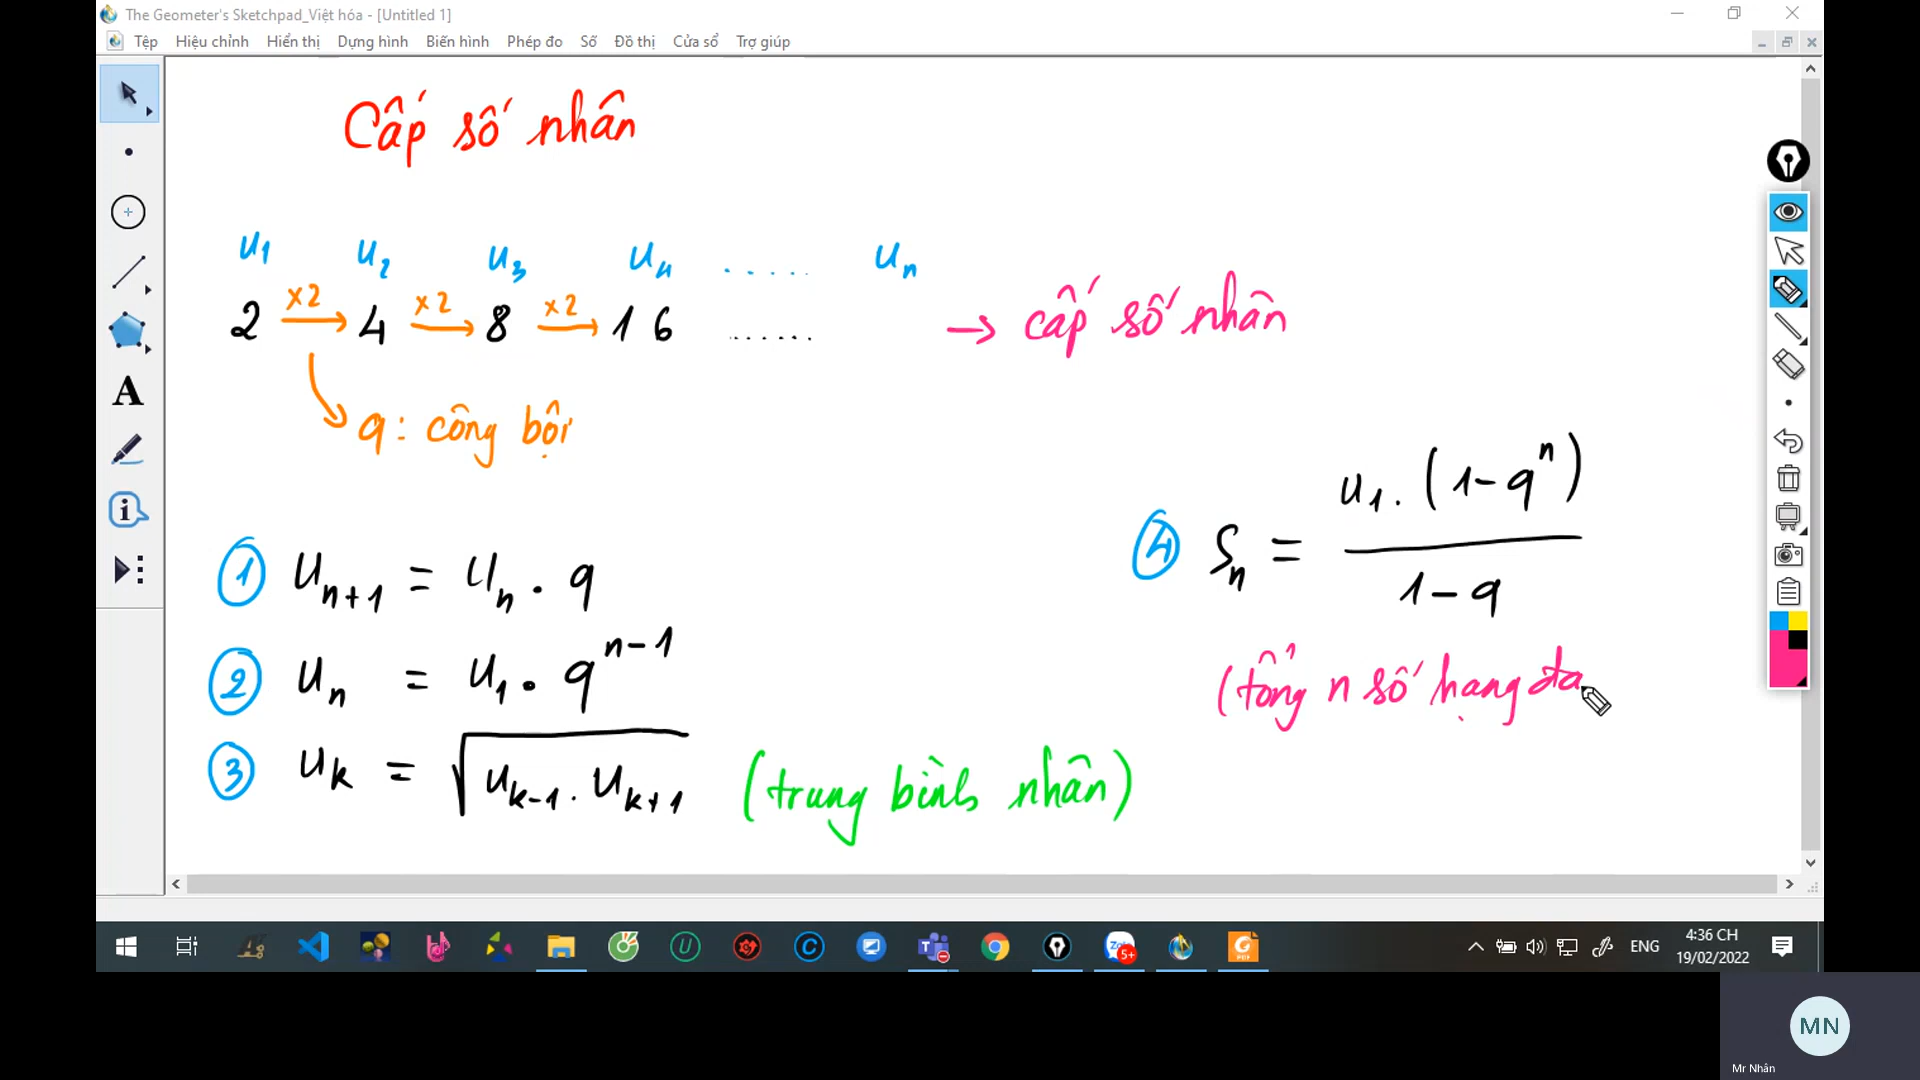 The Geometer's Sketchpad_Việt hóa - [Untitled 1]
Tệp Hiệu chỉnh Hiển thị Dựng hình Biến hình Phép đo Số Đồ thị Cửa sổ Trợ giúp
Cấp số nhân
u₁ u₂ u₃ u₄ ..... uₙ
2 ×2→ 4 ×2→ 8 ×2→ 16 ...... → cấp số nhân
q: công bội
① uₙ₊₁ = uₙ . q
② uₙ = u₁ . qⁿ⁻¹
③ uₖ = √(uₖ₋₁ . uₖ₊₁) (trung bình nhân)
④ Sₙ = u₁.(1-qⁿ) / 1-q
(tổng n số hạng đa
A
ENG
4:36 CH
19/02/2022
5+
MN
Mr Nhân